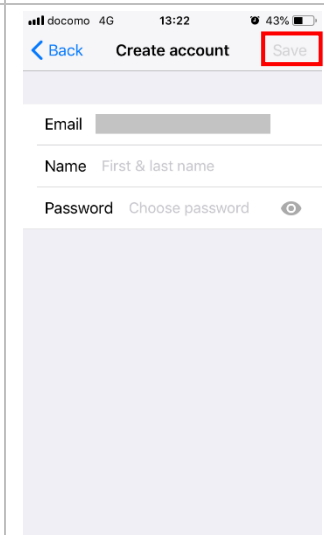 docomo 4G 13:22 43%
Back Create account Save
Email
Name First & last name
Password Choose password